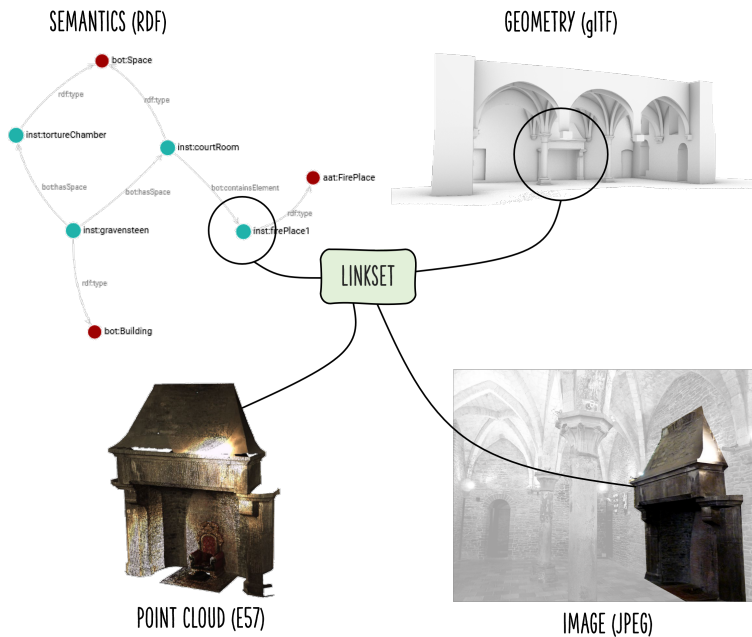 SEMANTICS (RDF)
GEOMETRY (glTF)
bot:Space
rdf:type
rdf:type
inst:tortureChamber
inst:courtRoom
aat:FirePlace
bot:hasSpace
bot:hasSpace
bot:containsElement
rdf:type
inst:gravensteen
inst:firePlace1
LINKSET
rdf:type
bot:Building
POINT CLOUD (E57)
IMAGE (JPEG)